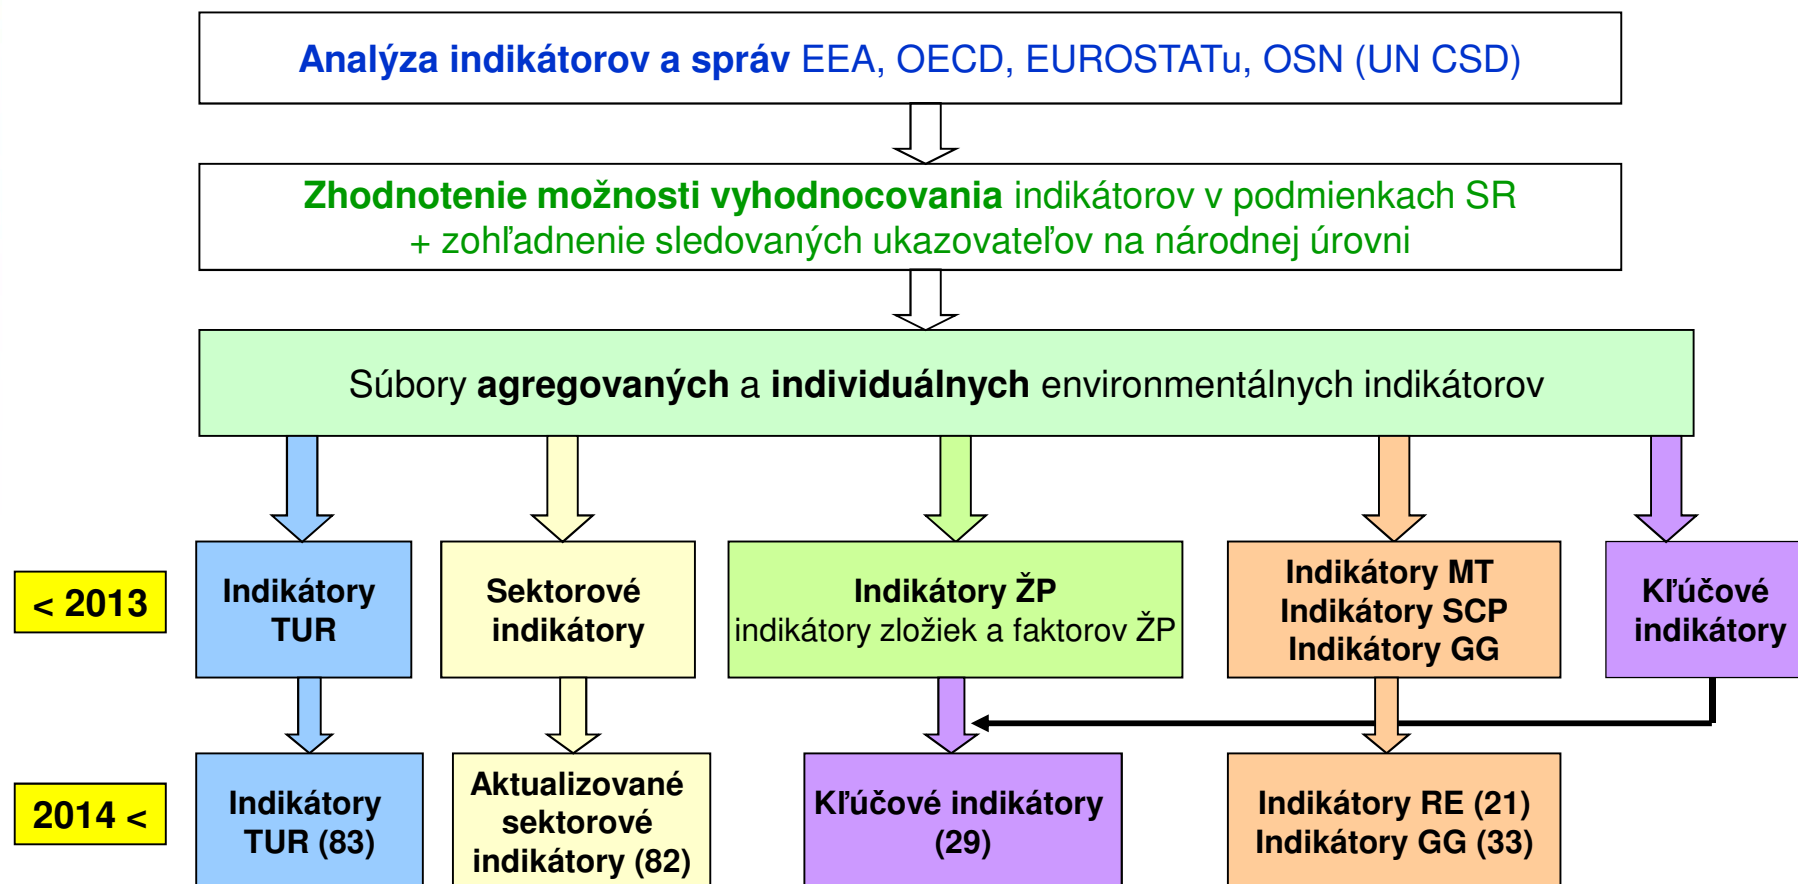 Analýza indikátorov a správ EEA, OECD, EUROSTATu, OSN (UN CSD)
Zhodnotenie možnosti vyhodnocovania indikátorov v podmienkach SR
+ zohľadnenie sledovaných ukazovateľov na národnej úrovni
Súbory agregovaných a individuálnych environmentálnych indikátorov
< 2013
Indikátory
TUR
Sektorové
indikátory
Indikátory ŽP
indikátory zložiek a faktorov ŽP
Indikátory MT
Indikátory SCP
Indikátory GG
Kľúčové
indikátory
2014 <
Indikátory
TUR (83)
Aktualizované
sektorové
indikátory (82)
Kľúčové indikátory
(29)
Indikátory RE (21)
Indikátory GG (33)